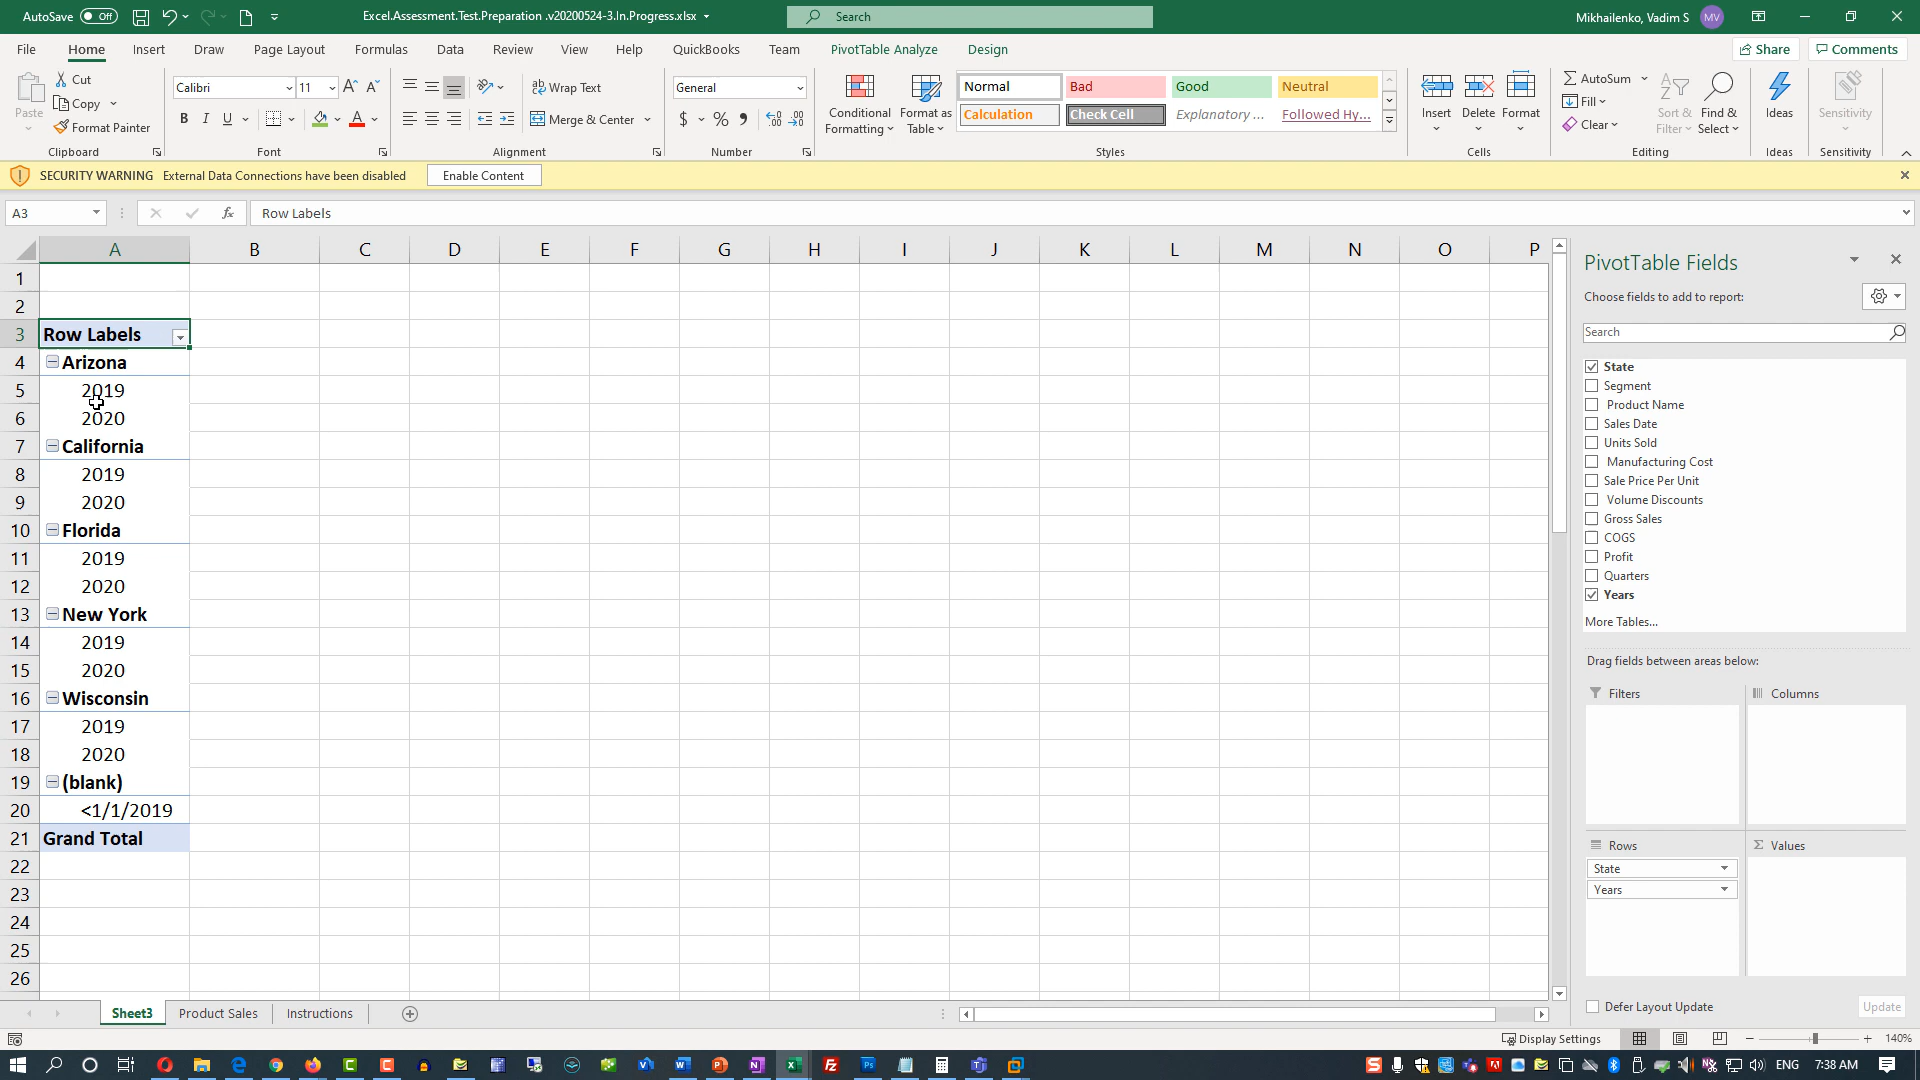 AutoSave Off Excel.Assessment.Test.Preparation .v20200524-3.In.Progress.xlsx Search Mikhailenko, Vadim S MV
File Home Insert Draw Page Layout Formulas Data Review View Help QuickBooks Team PivotTable Analyze Design Share Comments
Paste Cut Copy Format Painter
Calibri 11 B I U A
Wrap Text Merge & Center
General $ % 9
Conditional Formatting Format as Table
Normal Bad Good Neutral
Calculation Check Cell Explanatory ... Followed Hy...
Insert Delete Format
AutoSum Fill Clear Sort & Filter Find & Select
Ideas Sensitivity
Clipboard Font Alignment Number Styles Cells Editing Ideas Sensitivity
SECURITY WARNING External Data Connections have been disabled Enable Content
A3 fx Row Labels
A B C D E F G H I J K L M N O P
1
2
3 Row Labels
4 Arizona
5 2019
6 2020
7 California
8 2019
9 2020
10 Florida
11 2019
12 2020
13 New York
14 2019
15 2020
16 Wisconsin
17 2019
18 2020
19 (blank)
20 <1/1/2019
21 Grand Total
22
23
24
25
26
PivotTable Fields
Choose fields to add to report:
Search
State
Segment
Product Name
Sales Date
Units Sold
Manufacturing Cost
Sale Price Per Unit
Volume Discounts
Gross Sales
COGS
Profit
Quarters
Years
More Tables...
Drag fields between areas below:
Filters Columns
Rows Σ Values
State
Years
Defer Layout Update Update
Sheet3 Product Sales Instructions
Display Settings 140%
ENG 7:38 AM